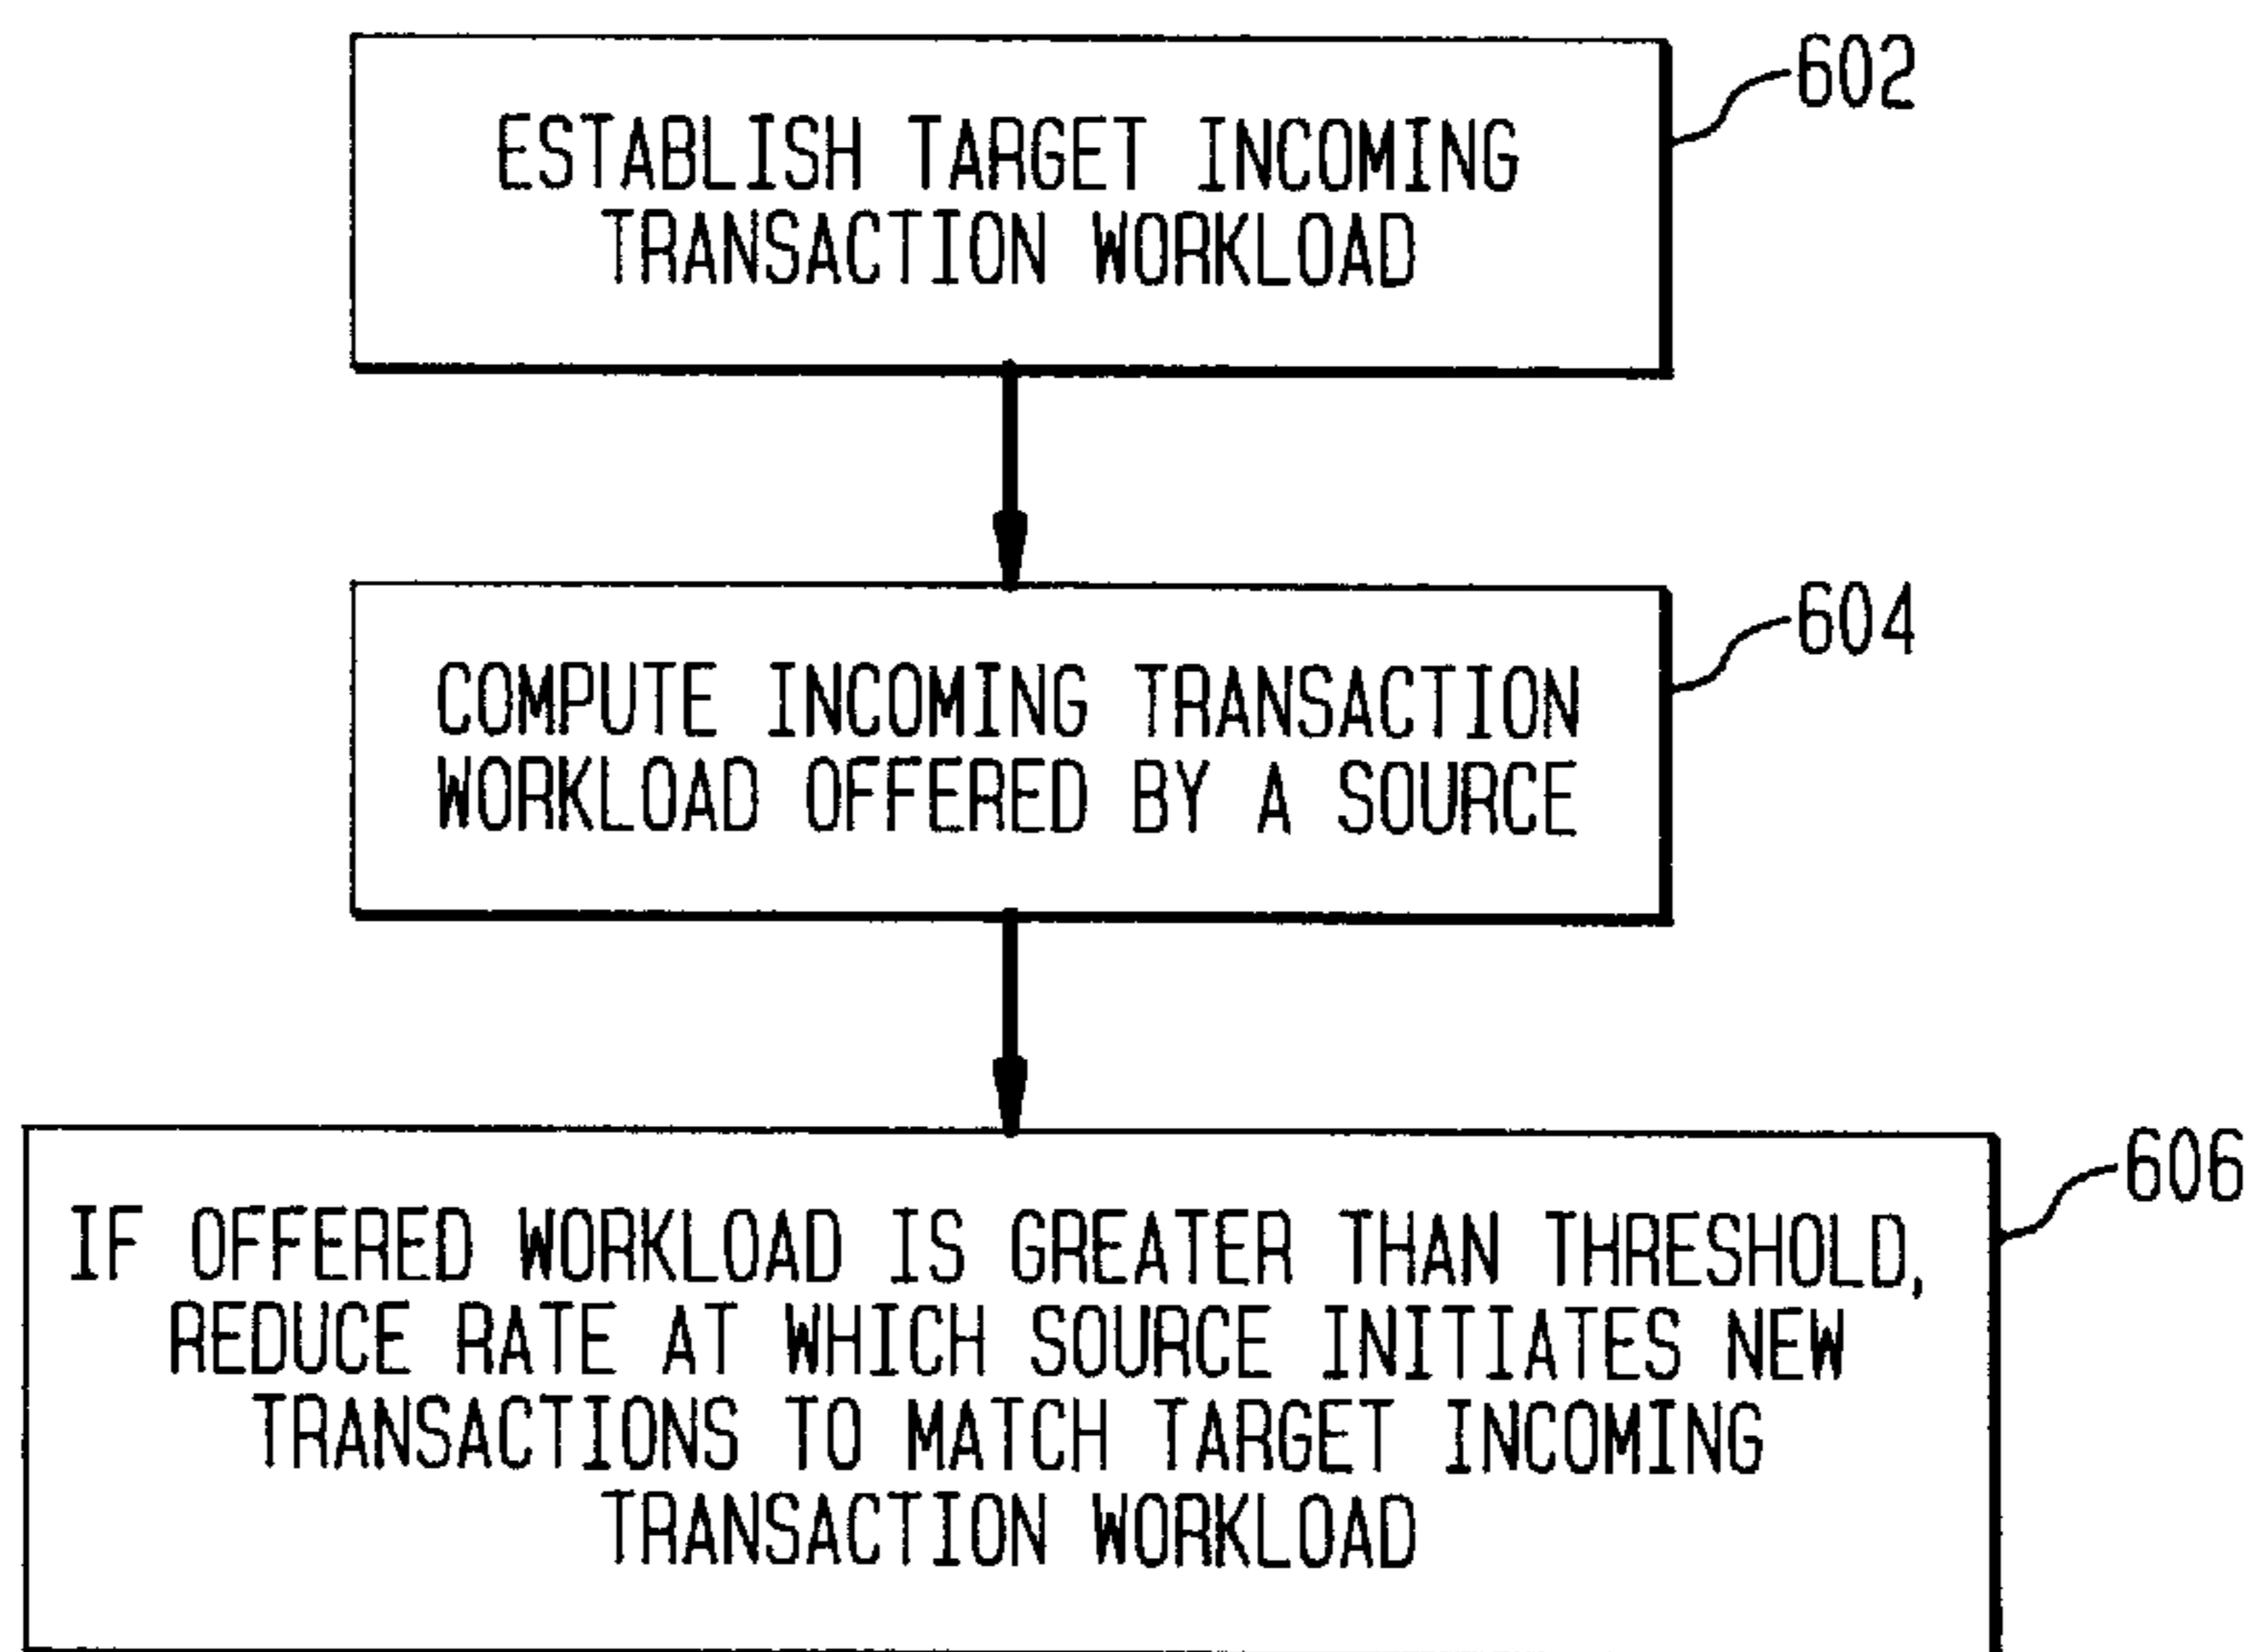 602
ESTABLISH TARGET INCOMING
TRANSACTION WORKLOAD
604
COMPUTE INCOMING TRANSACTION
WORKLOAD OFFERED BY A SOURCE
606
IF OFFERED WORKLOAD IS GREATER THAN THRESHOLD,
REDUCE RATE AT WHICH SOURCE INITIATES NEW
TRANSACTIONS TO MATCH TARGET INCOMING
TRANSACTION WORKLOAD